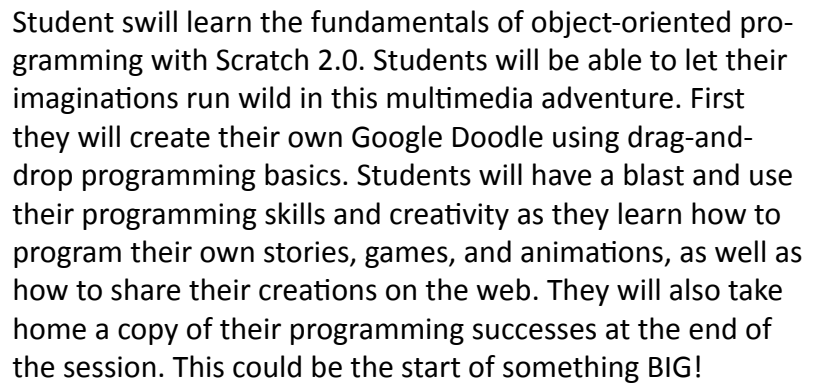 Student swill learn the fundamentals of object-oriented pro-
gramming with Scratch 2.0. Students will be able to let their
imaginations run wild in this multimedia adventure. First
they will create their own Google Doodle using drag-and-
drop programming basics. Students will have a blast and use
their programming skills and creativity as they learn how to
program their own stories, games, and animations, as well as
how to share their creations on the web. They will also take
home a copy of their programming successes at the end of
the session. This could be the start of something BIG!